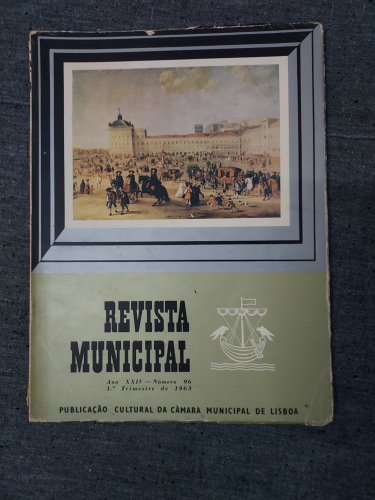 REVISTA
MUNICIPAL
Ano XXIV — Número 96
1.º Trimestre de 1963
PUBLICAÇÃO CULTURAL DA CÂMARA MUNICIPAL DE LISBOA